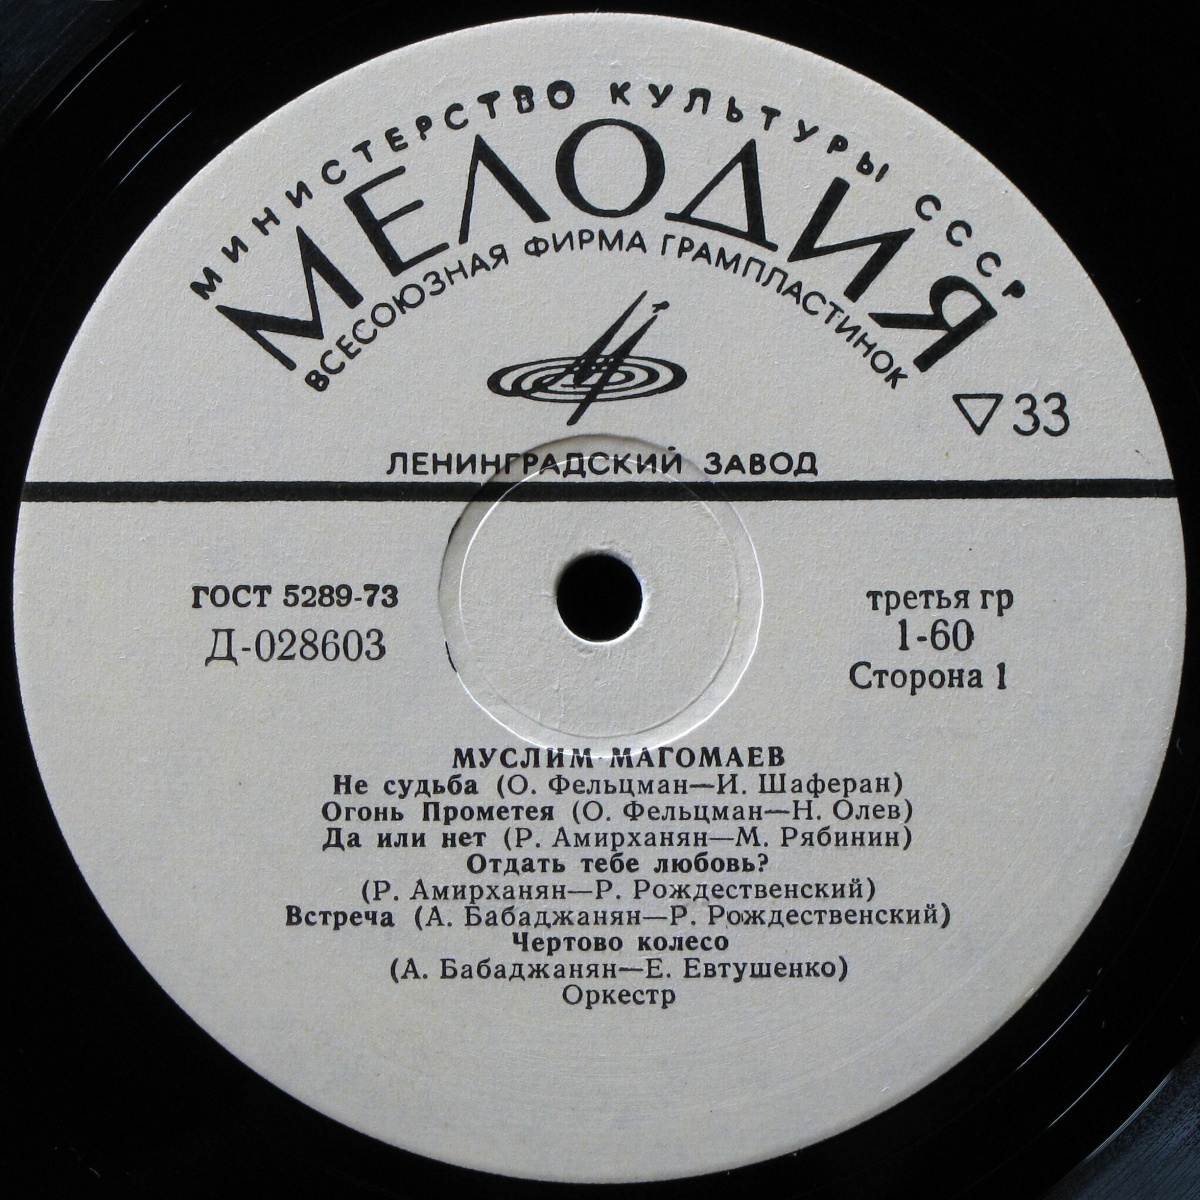 МИНИСТЕРСТВО КУЛЬТУРЫ СССР
МЕЛОДИЯ
ВСЕСОЮЗНАЯ ФИРМА ГРАМПЛАСТИНОК
▽33
ЛЕНИНГРАДСКИЙ ЗАВОД
ГОСТ 5289-73
Д-028603
третья гр
1-60
Сторона 1
МУСЛИМ МАГОМАЕВ
Не судьба (О. Фельцман—И. Шаферан)
Огонь Прометея (О. Фельцман—Н. Олев)
Да или нет (Р. Амирханян—М. Рябинин)
Отдать тебе любовь?
(Р. Амирханян—Р. Рождественский)
Встреча (А. Бабаджанян—Р. Рождественский)
Чертово колесо
(А. Бабаджанян—Е. Евтушенко)
Оркестр